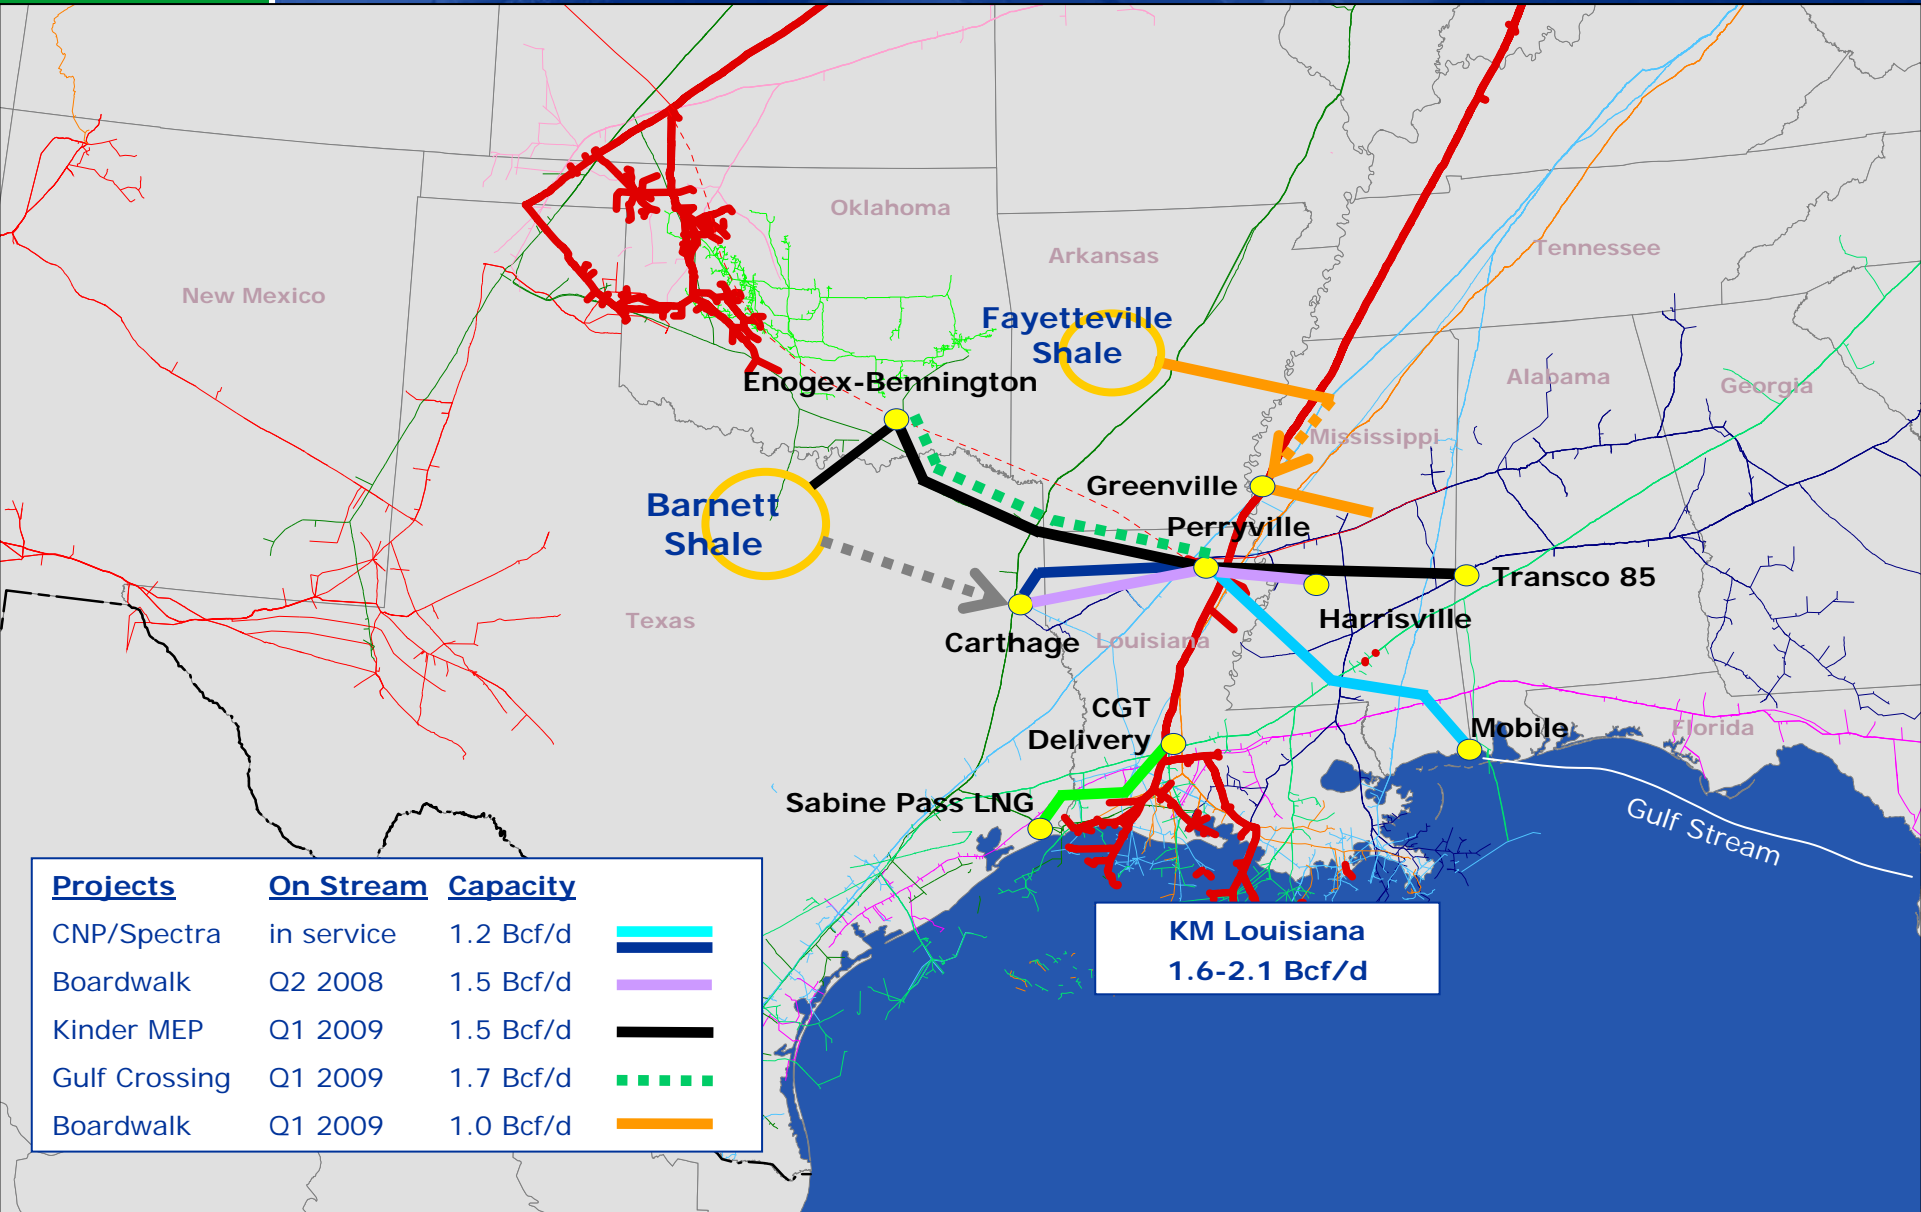 Oklahoma
Arkansas
Tennessee
New Mexico
Fayetteville
Shale
Enogex-Bennington
Alabama
Georgia
Mississippi
Greenville
Barnett
Shale
Perryville
Transco 85
Texas
Harrisville
Carthage
Louisiana
CGT
Delivery
Mobile
Florida
Sabine Pass LNG
Gulf Stream
Projects On Stream Capacity
CNP/Spectra in service 1.2 Bcf/d
Boardwalk Q2 2008 1.5 Bcf/d
Kinder MEP Q1 2009 1.5 Bcf/d
Gulf Crossing Q1 2009 1.7 Bcf/d
Boardwalk Q1 2009 1.0 Bcf/d
KM Louisiana
1.6-2.1 Bcf/d